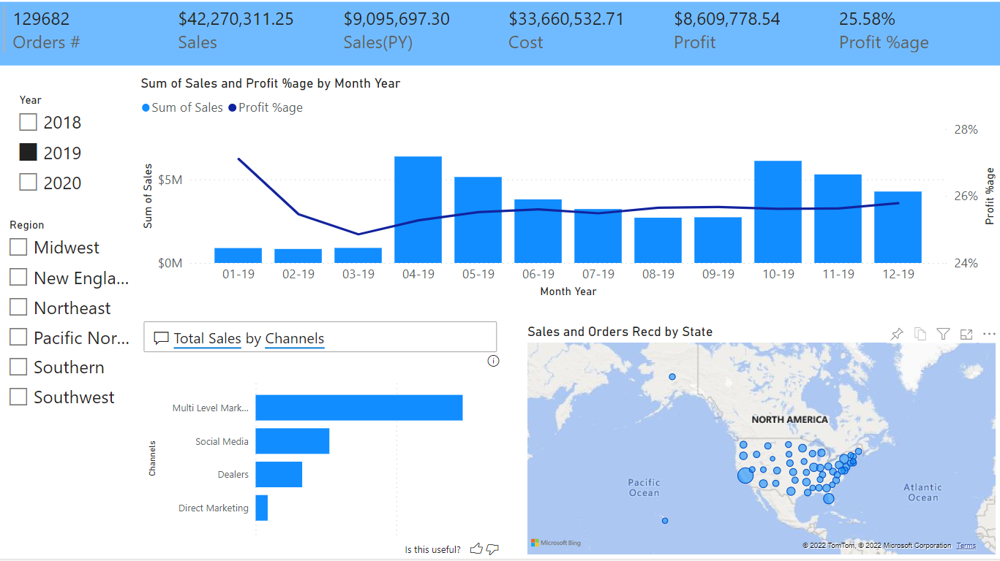 129682
Orders #
$42,270,311.25
Sales
$9,095,697.30
Sales(PY)
$33,660,532.71
Cost
$8,609,778.54
Profit
25.58%
Profit %age
Year
2018
2019
2020
Region
Midwest
New Engla...
Northeast
Pacific Nor...
Southern
Southwest
Sum of Sales and Profit %age by Month Year
Sum of Sales
Profit %age
Sum of Sales
$5M
$0M
28%
26%
24%
Profit %age
01-19
02-19
03-19
04-19
05-19
06-19
07-19
08-19
09-19
10-19
11-19
12-19
Month Year
Total Sales by Channels
Channels
Multi Level Mark...
Social Media
Dealers
Direct Marketing
Is this useful?
Sales and Orders Recd by State
NORTH AMERICA
Pacific
Ocean
Atlantic
Ocean
Microsoft Bing
© 2022 TomTom, © 2022 Microsoft Corporation Terms